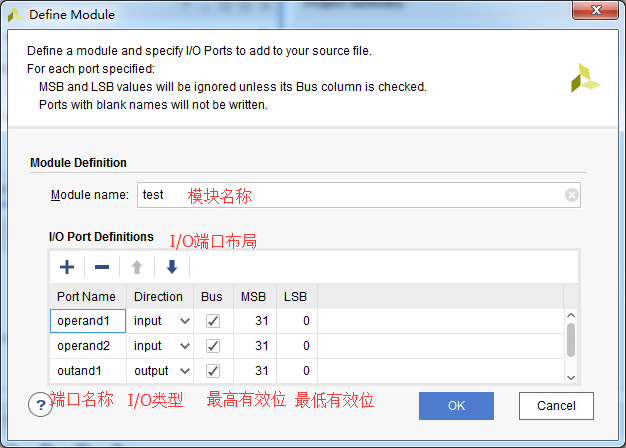 Define Module
Define a module and specify I/O Ports to add to your source file.
For each port specified:
MSB and LSB values will be ignored unless its Bus column is checked.
Ports with blank names will not be written.
Module Definition
Module name: test 模块名称
I/O Port Definitions I/O端口布局
Port Name Direction Bus MSB LSB
operand1 input 31 0
operand2 input 31 0
outand1 output 31 0
? 端口名称 I/O类型 最高有效位 最低有效位 OK Cancel